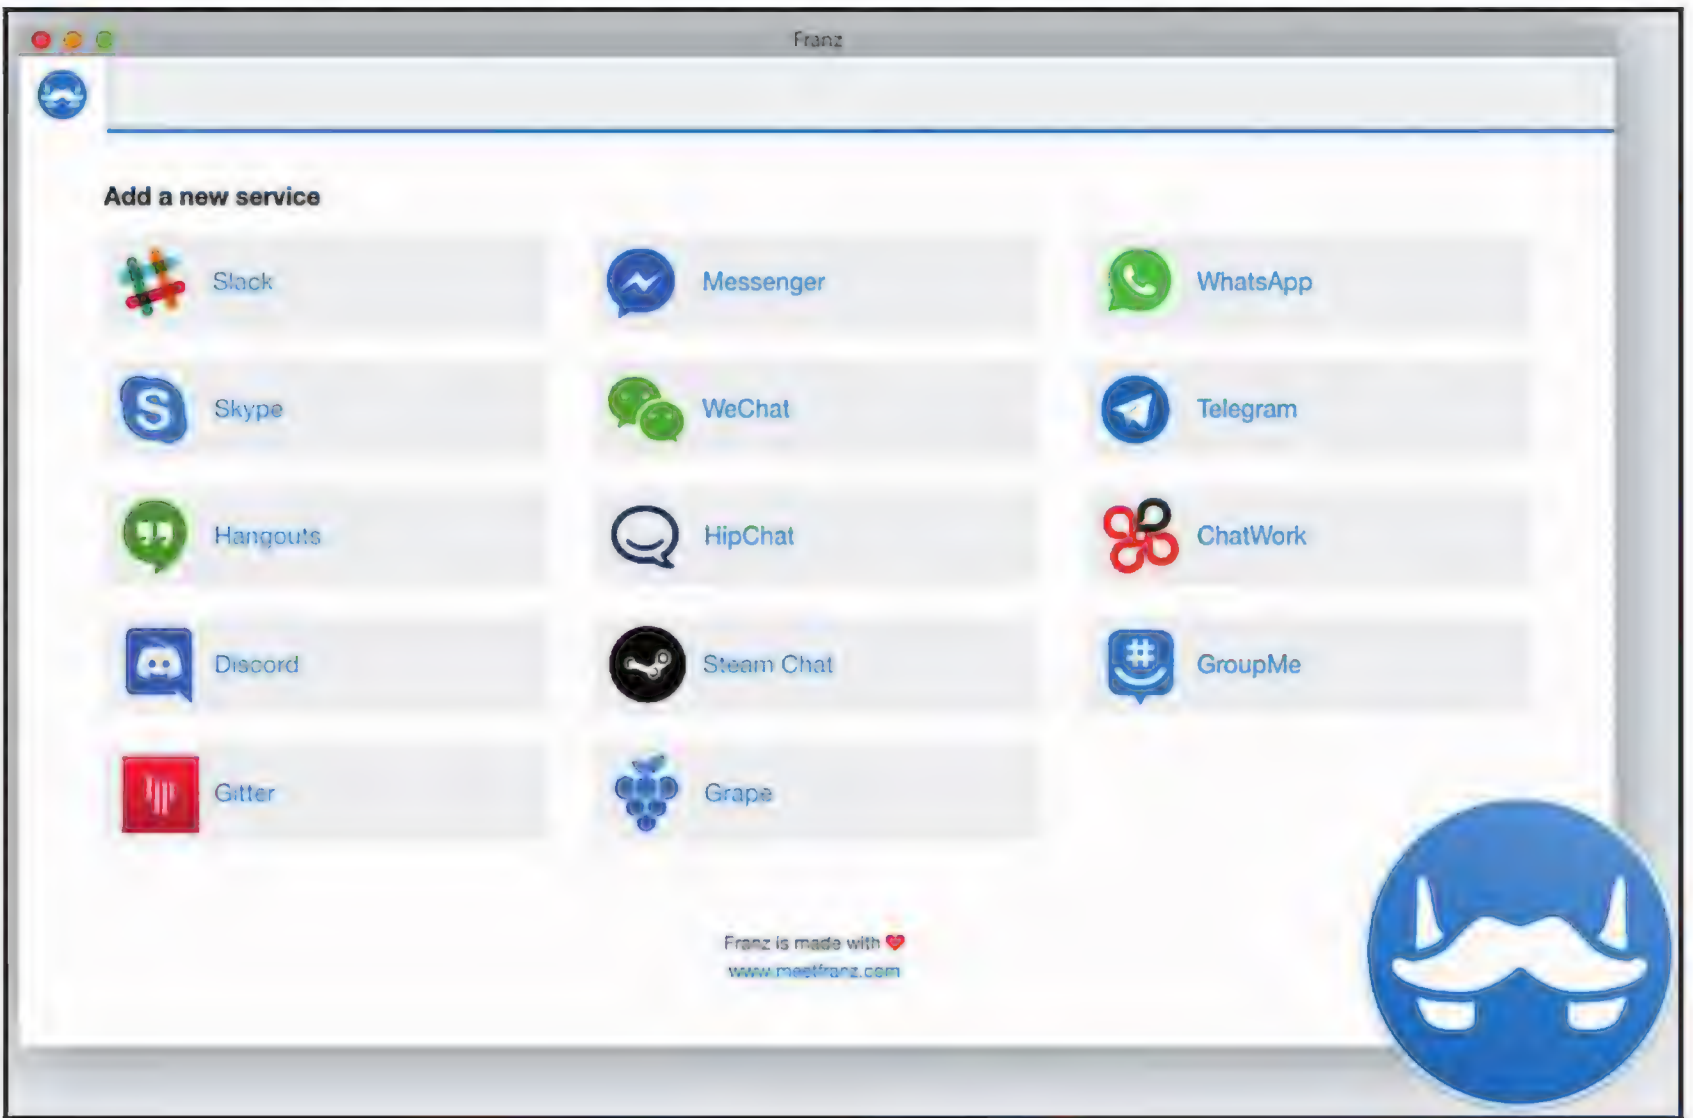 Franz
Add a new service
Slack
Messenger
WhatsApp
Skype
WeChat
Telegram
Hangouts
HipChat
ChatWork
Discord
Steam Chat
GroupMe
Gitter
Grape
Franz is made with ❤
www.meetfranz.com